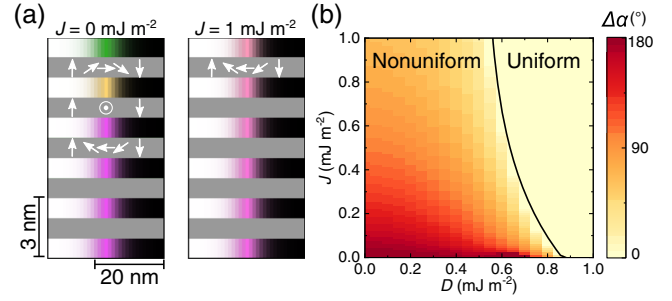 (a) J = 0 mJ m⁻² J = 1 mJ m⁻²
3 nm
20 nm
(b) Δα(°)
Nonuniform Uniform
180
90
0
J (mJ m⁻²)
1.0
0.8
0.6
0.4
0.2
0.0
0.0 0.2 0.4 0.6 0.8 1.0
D (mJ m⁻²)